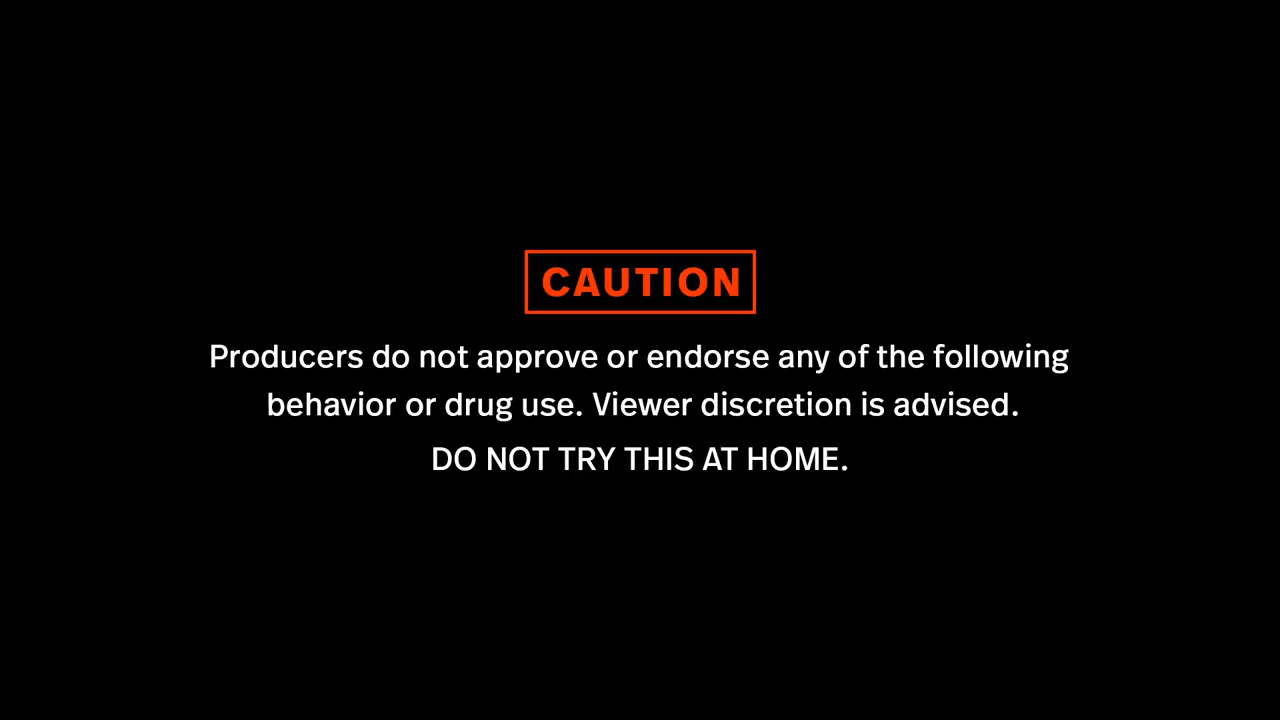 CAUTION
Producers do not approve or endorse any of the following
behavior or drug use. Viewer discretion is advised.
DO NOT TRY THIS AT HOME.